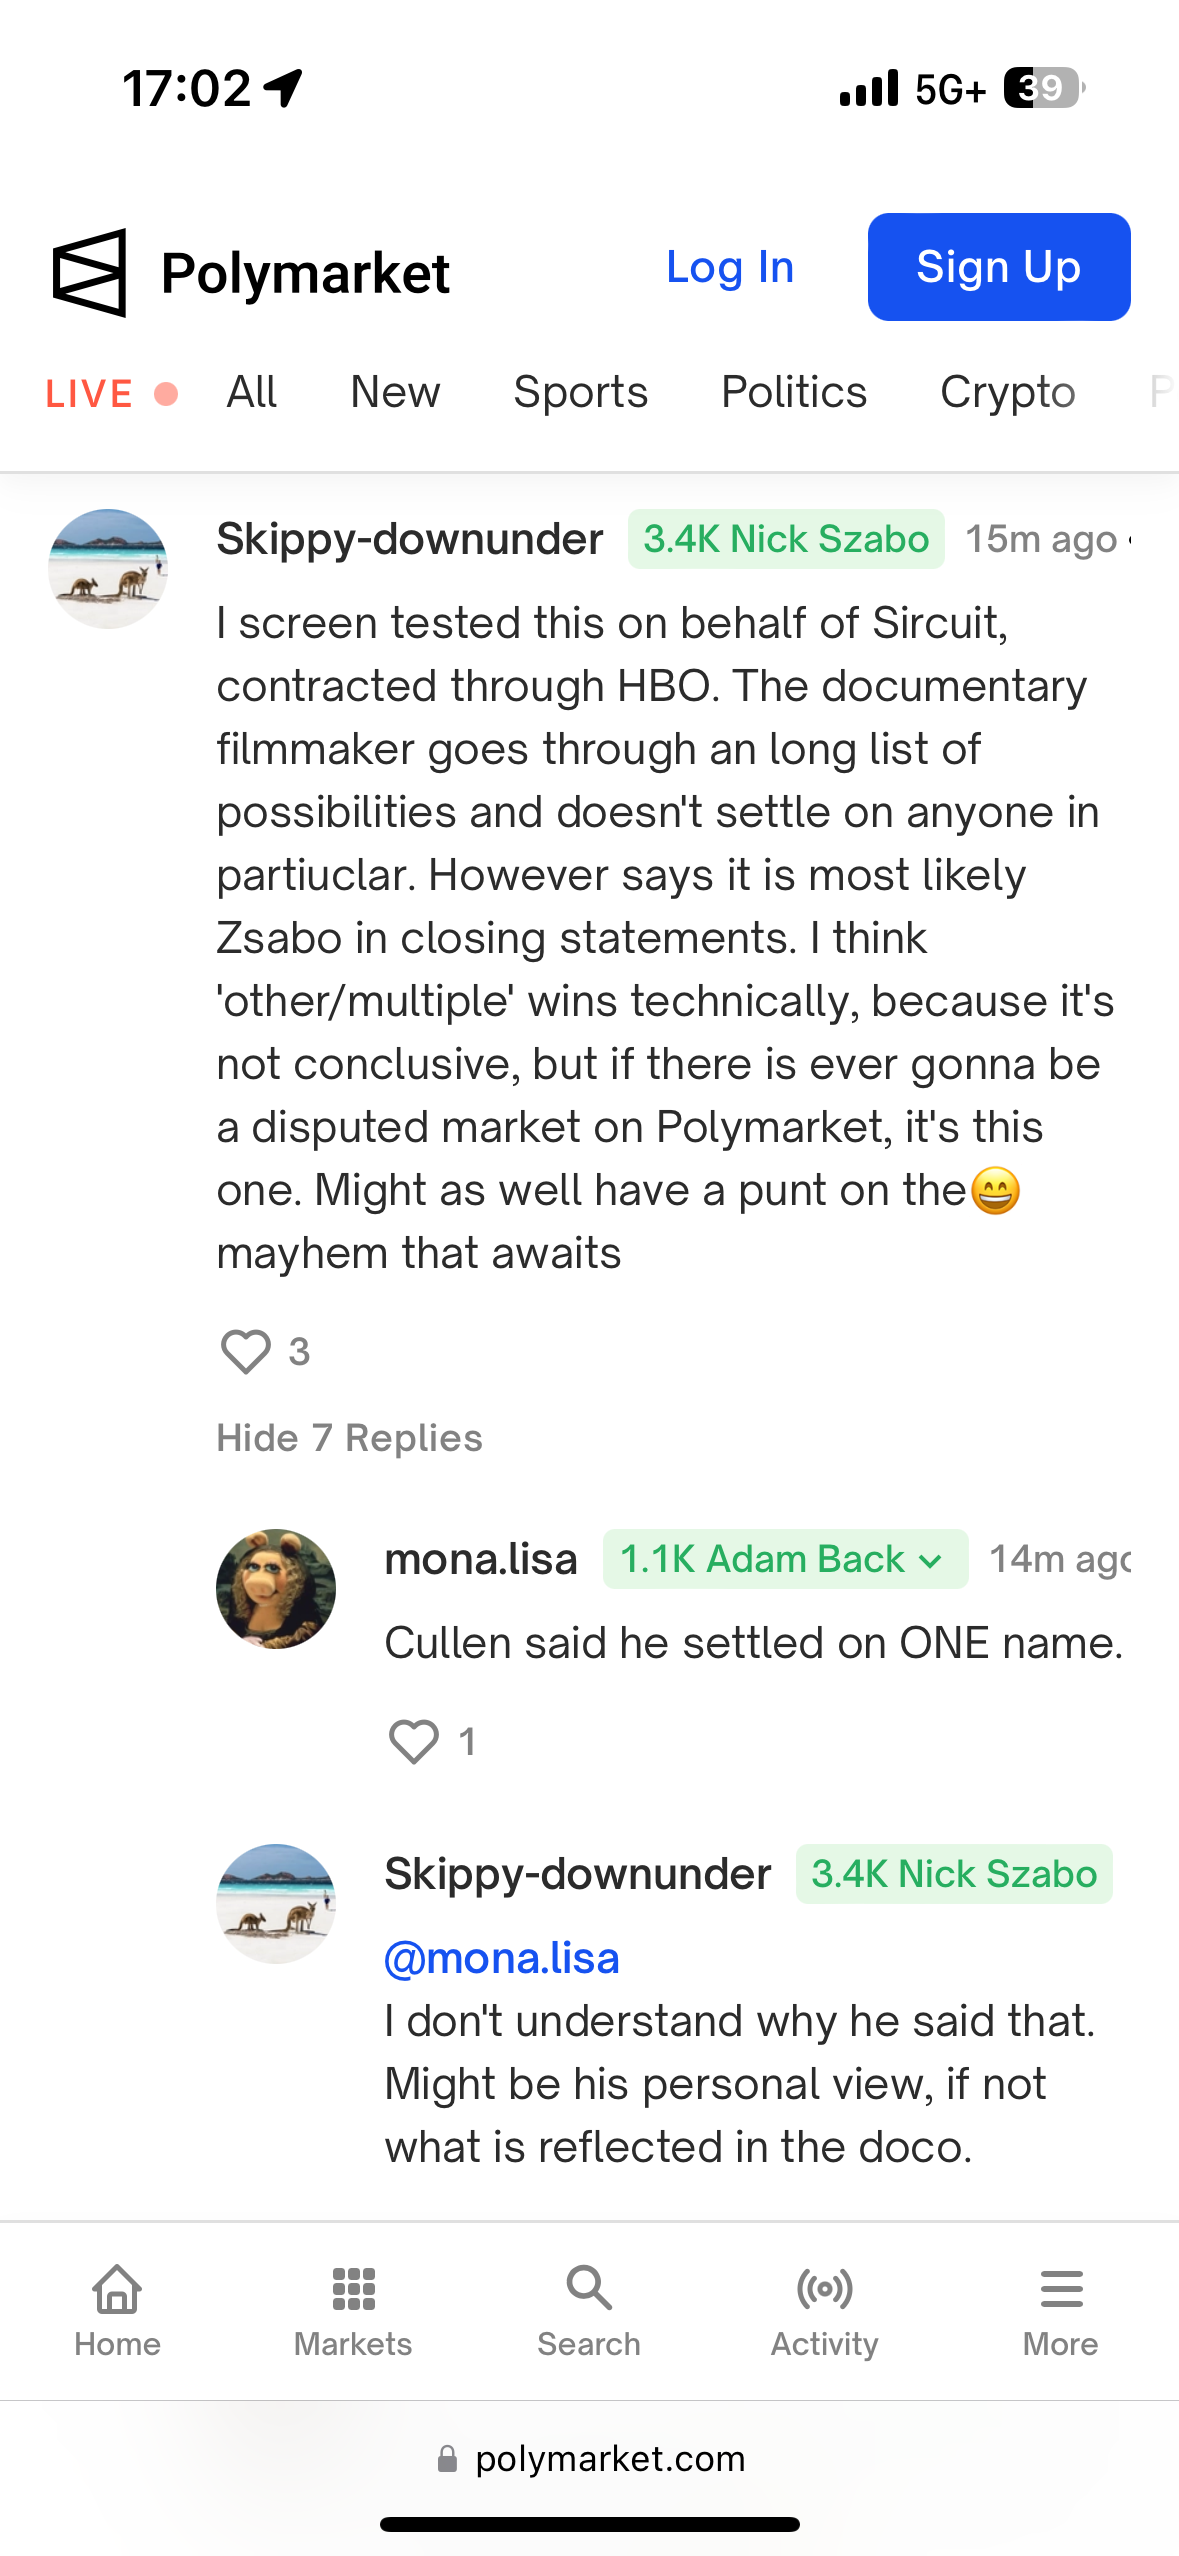 17:02
5G+
39
Polymarket
Log In
Sign Up
LIVE
All
New
Sports
Politics
Crypto
P
Skippy-downunder
3.4K Nick Szabo
15m ago
I screen tested this on behalf of Sircuit,
contracted through HBO. The documentary
filmmaker goes through an long list of
possibilities and doesn't settle on anyone in
partiuclar. However says it is most likely
Zsabo in closing statements. I think
'other/multiple' wins technically, because it's
not conclusive, but if there is ever gonna be
a disputed market on Polymarket, it's this
one. Might as well have a punt on the😄
mayhem that awaits
3
Hide 7 Replies
mona.lisa
1.1K Adam Back
14m ago
Cullen said he settled on ONE name.
1
Skippy-downunder
3.4K Nick Szabo
@mona.lisa
I don't understand why he said that.
Might be his personal view, if not
what is reflected in the doco.
Home
Markets
Search
Activity
More
polymarket.com